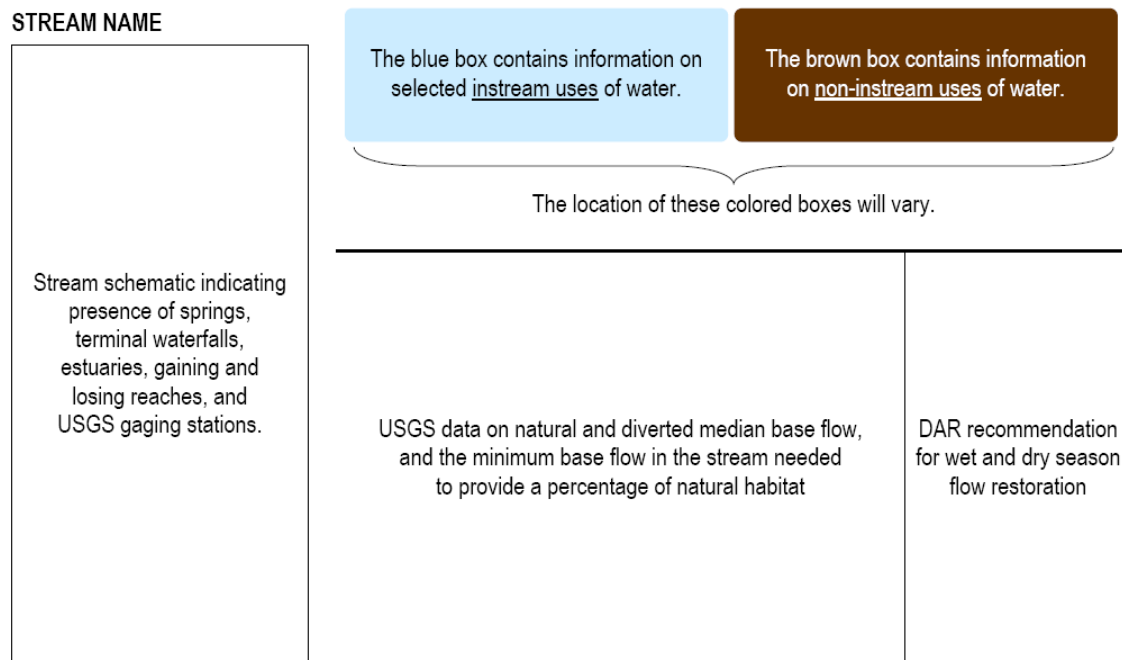 STREAM NAME
The blue box contains information on
selected instream uses of water.
The brown box contains information
on non-instream uses of water.
The location of these colored boxes will vary.
Stream schematic indicating
presence of springs,
terminal waterfalls,
estuaries, gaining and
losing reaches, and
USGS gaging stations.
USGS data on natural and diverted median base flow,
and the minimum base flow in the stream needed
to provide a percentage of natural habitat
DAR recommendation
for wet and dry season
flow restoration